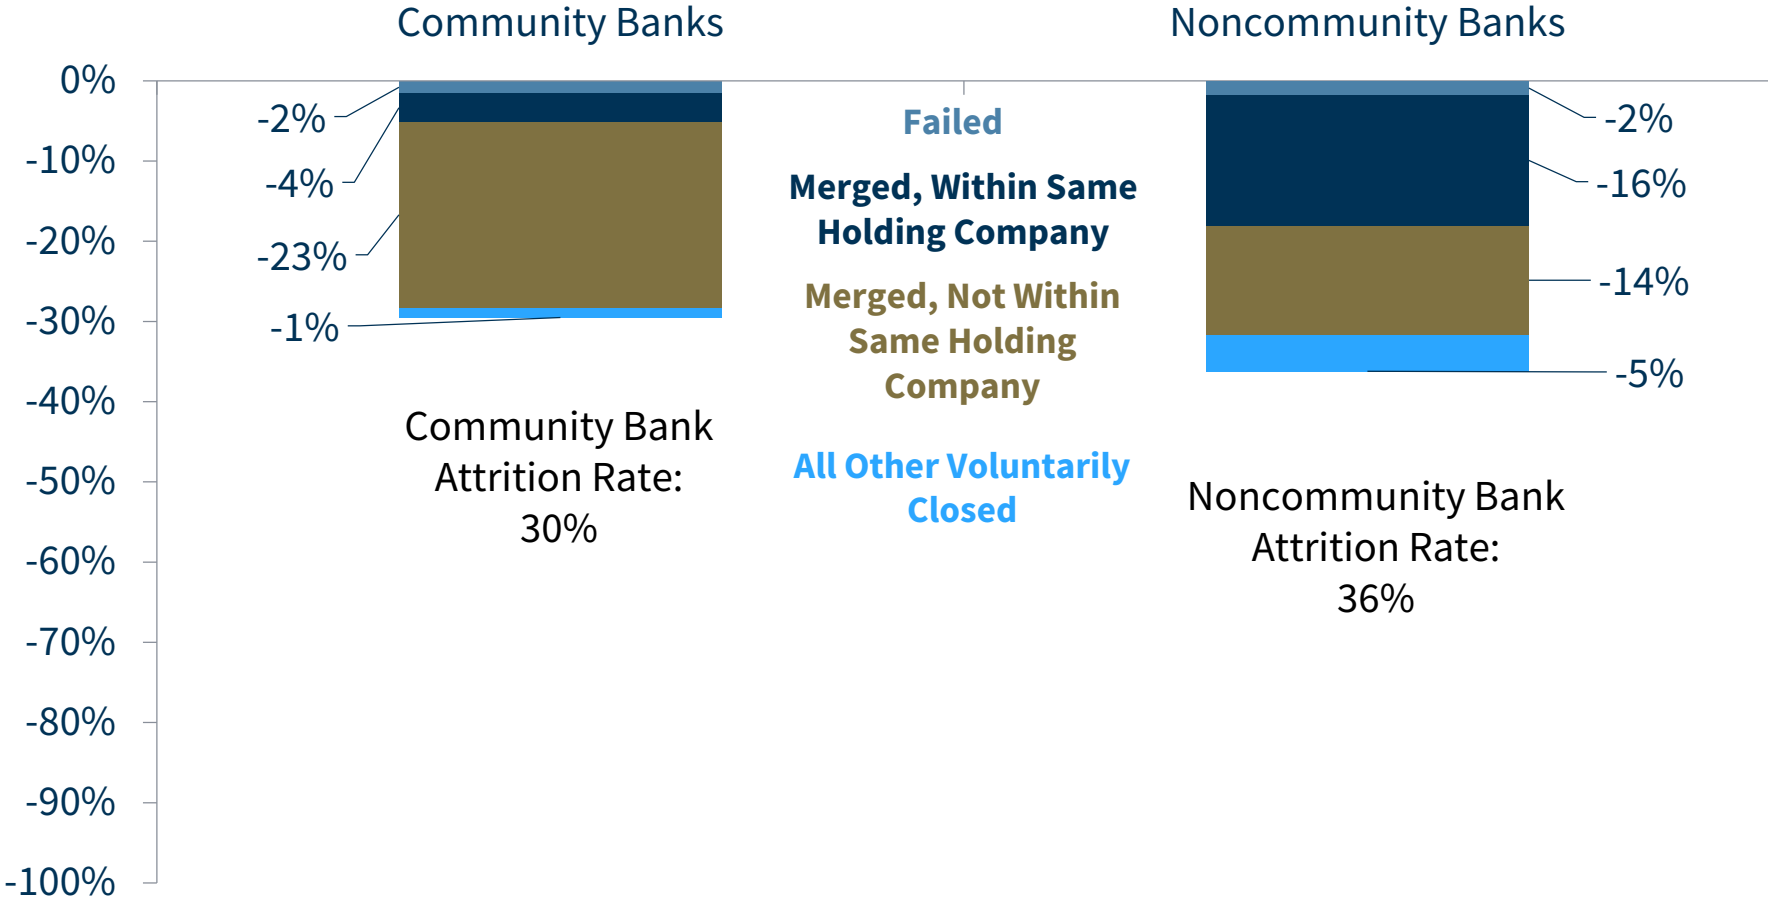 Community Banks
Noncommunity Banks
0%
-10%
-20%
-30%
-40%
-50%
-60%
-70%
-80%
-90%
-100%
-2%
-4%
-23%
-1%
Community Bank
Attrition Rate:
30%
Failed
Merged, Within Same
Holding Company
Merged, Not Within
Same Holding
Company
All Other Voluntarily
Closed
-2%
-16%
-14%
-5%
Noncommunity Bank
Attrition Rate:
36%